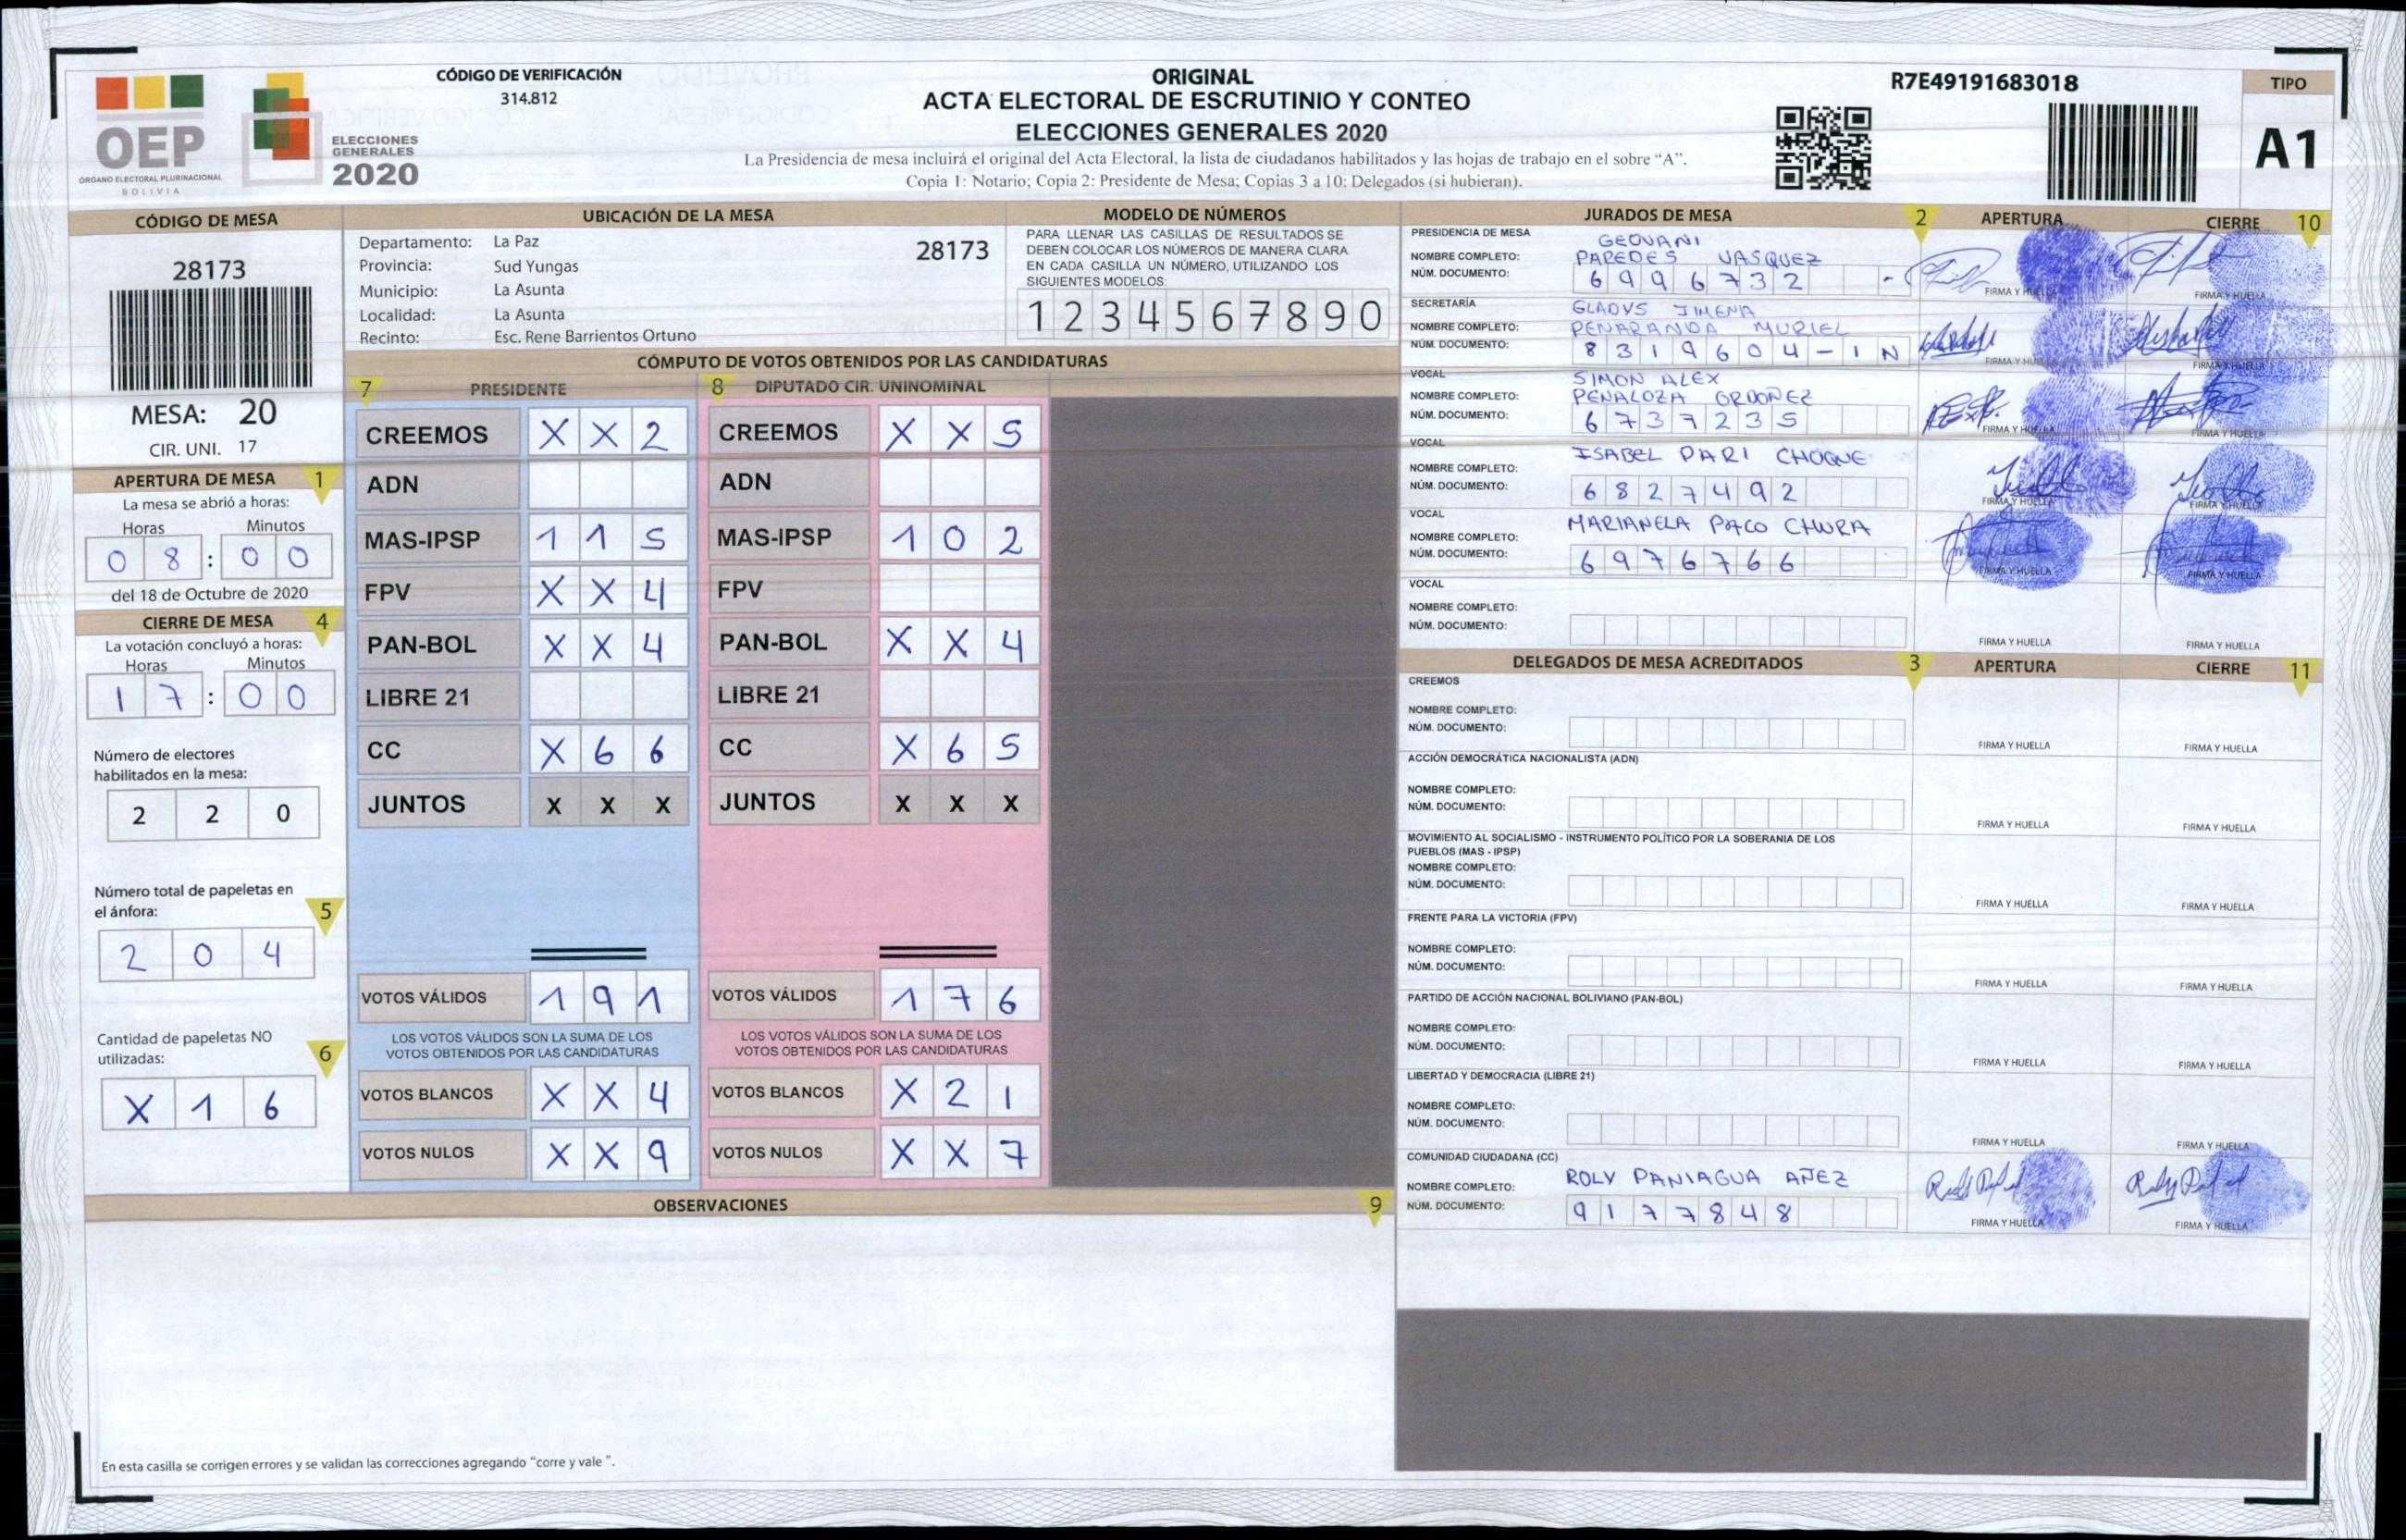 CÓDIGO DE VERIFICACIÓN
314.812
OEP
ÓRGANO ELECTORAL PLURINACIONAL
BOLIVIA
ELECCIONES
GENERALES
2020
ORIGINAL
ACTA ELECTORAL DE ESCRUTINIO Y CONTEO
ELECCIONES GENERALES 2020
La Presidencia de mesa incluirá el original del Acta Electoral, la lista de ciudadanos habilitados y las hojas de trabajo en el sobre “A”.
Copia 1: Notario; Copia 2: Presidente de Mesa; Copias 3 a 10: Delegados (si hubieran).
R7E49191683018
TIPO
A1
CÓDIGO DE MESA
28173
MESA: 20
CIR. UNI. 17
APERTURA DE MESA 1
La mesa se abrió a horas:
Horas Minutos
0 8 : 0 0
del 18 de Octubre de 2020
CIERRE DE MESA 4
La votación concluyó a horas:
Horas Minutos
1 7 : 0 0
Número de electores
habilitados en la mesa:
2 2 0
Número total de papeletas en
el ánfora: 5
2 0 4
Cantidad de papeletas NO
utilizadas: 6
X 1 6
UBICACIÓN DE LA MESA
Departamento: La Paz 28173
Provincia: Sud Yungas
Municipio: La Asunta
Localidad: La Asunta
Recinto: Esc. Rene Barrientos Ortuno
MODELO DE NÚMEROS
PARA LLENAR LAS CASILLAS DE RESULTADOS SE
DEBEN COLOCAR LOS NÚMEROS DE MANERA CLARA
EN CADA CASILLA UN NÚMERO, UTILIZANDO LOS
SIGUIENTES MODELOS:
1 2 3 4 5 6 7 8 9 0
CÓMPUTO DE VOTOS OBTENIDOS POR LAS CANDIDATURAS
7 PRESIDENTE 8 DIPUTADO CIR. UNINOMINAL
CREEMOS X X 2 CREEMOS X X 5
ADN ADN
MAS-IPSP 1 1 5 MAS-IPSP 1 0 2
FPV X X 4 FPV
PAN-BOL X X 4 PAN-BOL X X 4
LIBRE 21 LIBRE 21
CC X 6 6 CC X 6 5
JUNTOS X X X JUNTOS X X X
VOTOS VÁLIDOS 1 9 1 VOTOS VÁLIDOS 1 7 6
LOS VOTOS VÁLIDOS SON LA SUMA DE LOS LOS VOTOS VÁLIDOS SON LA SUMA DE LOS
VOTOS OBTENIDOS POR LAS CANDIDATURAS VOTOS OBTENIDOS POR LAS CANDIDATURAS
VOTOS BLANCOS X X 4 VOTOS BLANCOS X 2 1
VOTOS NULOS X X 9 VOTOS NULOS X X 7
OBSERVACIONES 9
En esta casilla se corrigen errores y se validan las correcciones agregando “corre y vale ”.
JURADOS DE MESA 2 APERTURA CIERRE 10
PRESIDENCIA DE MESA
GEOVANI
NOMBRE COMPLETO: PAREDES VASQUEZ
NÚM. DOCUMENTO: 6 9 9 6 7 3 2 -
FIRMA Y HUELLA FIRMA Y HUELLA
SECRETARÍA
GLADYS JIMENA
NOMBRE COMPLETO: PEÑARANDA MURIEL
NÚM. DOCUMENTO: 8 3 1 9 6 0 4 - 1 N
FIRMA Y HUELLA FIRMA Y HUELLA
VOCAL
SIMON ALEX
NOMBRE COMPLETO: PEÑALOZA ORDOÑEZ
NÚM. DOCUMENTO: 6 7 3 7 2 3 5
FIRMA Y HUELLA FIRMA Y HUELLA
VOCAL
NOMBRE COMPLETO: ISABEL PARI CHOQUE
NÚM. DOCUMENTO: 6 8 2 7 4 9 2
FIRMA Y HUELLA FIRMA Y HUELLA
VOCAL
NOMBRE COMPLETO: MARIANELA PACO CHURA
NÚM. DOCUMENTO: 6 9 7 6 7 6 6
FIRMA Y HUELLA FIRMA Y HUELLA
VOCAL
NOMBRE COMPLETO:
NÚM. DOCUMENTO:
FIRMA Y HUELLA FIRMA Y HUELLA
DELEGADOS DE MESA ACREDITADOS 3 APERTURA CIERRE 11
CREEMOS
NOMBRE COMPLETO:
NÚM. DOCUMENTO:
FIRMA Y HUELLA FIRMA Y HUELLA
ACCIÓN DEMOCRÁTICA NACIONALISTA (ADN)
NOMBRE COMPLETO:
NÚM. DOCUMENTO:
FIRMA Y HUELLA FIRMA Y HUELLA
MOVIMIENTO AL SOCIALISMO - INSTRUMENTO POLÍTICO POR LA SOBERANIA DE LOS
PUEBLOS (MAS - IPSP)
NOMBRE COMPLETO:
NÚM. DOCUMENTO:
FIRMA Y HUELLA FIRMA Y HUELLA
FRENTE PARA LA VICTORIA (FPV)
NOMBRE COMPLETO:
NÚM. DOCUMENTO:
FIRMA Y HUELLA FIRMA Y HUELLA
PARTIDO DE ACCIÓN NACIONAL BOLIVIANO (PAN-BOL)
NOMBRE COMPLETO:
NÚM. DOCUMENTO:
FIRMA Y HUELLA FIRMA Y HUELLA
LIBERTAD Y DEMOCRACIA (LIBRE 21)
NOMBRE COMPLETO:
NÚM. DOCUMENTO:
FIRMA Y HUELLA FIRMA Y HUELLA
COMUNIDAD CIUDADANA (CC)
NOMBRE COMPLETO: ROLY PANIAGUA AÑEZ
NÚM. DOCUMENTO: 9 1 7 7 8 4 8
FIRMA Y HUELLA FIRMA Y HUELLA